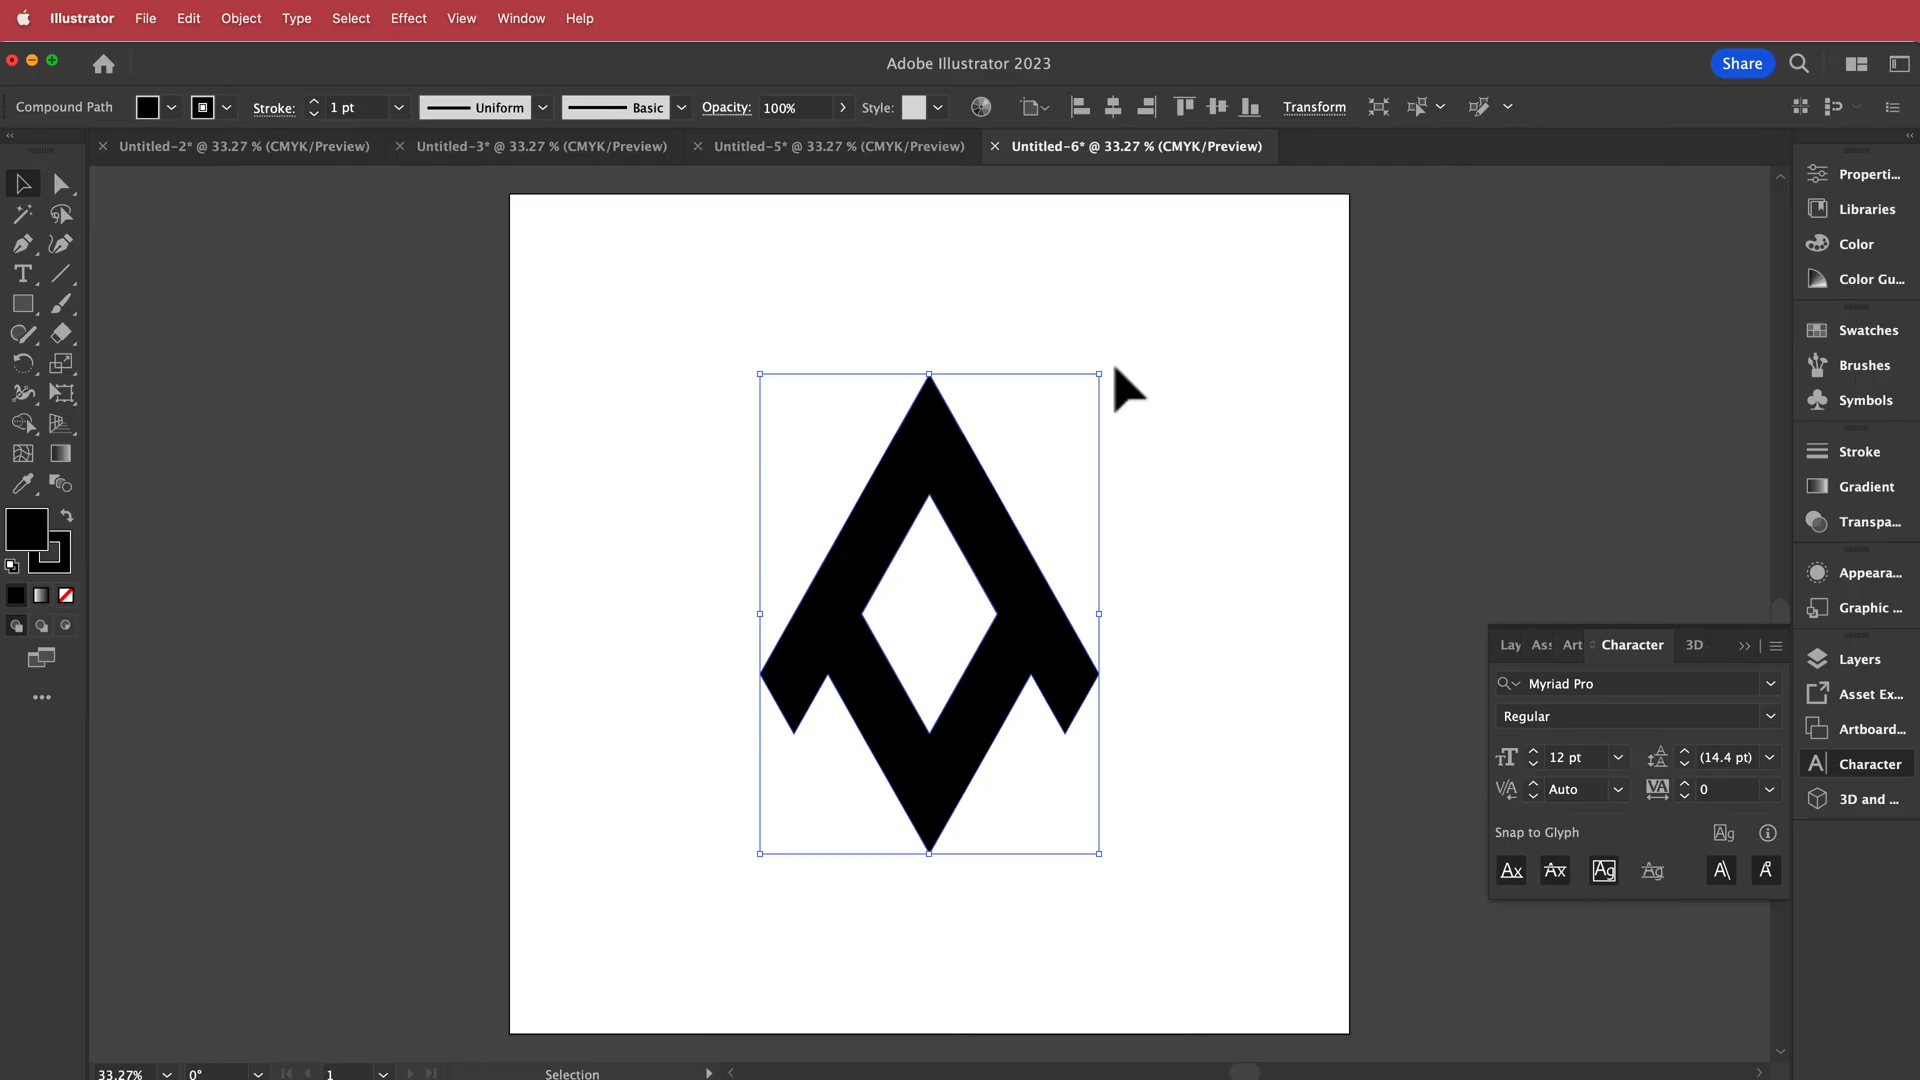 Illustrator File Edit Object Type Select Effect View Window Help
Adobe Illustrator 2023
Share
Compound Path Stroke: 1 pt Uniform Basic Opacity: 100% Style: Transform
Untitled-2* @ 33.27 % (CMYK/Preview) Untitled-3* @ 33.27 % (CMYK/Preview) Untitled-5* @ 33.27 % (CMYK/Preview) Untitled-6* @ 33.27 % (CMYK/Preview)
Properti...
Libraries
Color
Color Gu...
Swatches
Brushes
Symbols
Stroke
Gradient
Transpa...
Appeara...
Graphic ...
Layers
Asset Ex...
Artboard...
Character
3D and ...
Lay Ass Art Character 3D
Myriad Pro
Regular
12 pt (14.4 pt)
Auto 0
Snap to Glyph
33.27% 0° 1 Selection